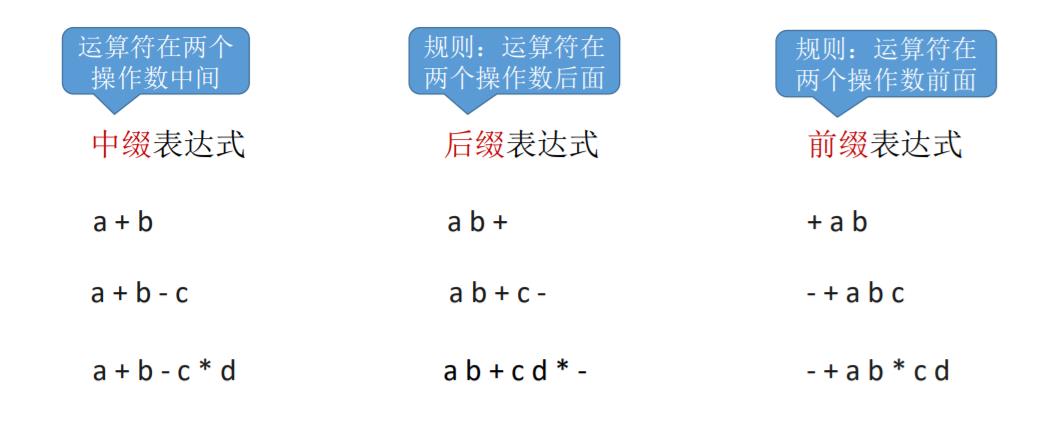 运算符在两个
操作数中间
规则：运算符在
两个操作数后面
规则：运算符在
两个操作数前面
中缀表达式
后缀表达式
前缀表达式
a + b
a b +
+ a b
a + b - c
a b + c -
- + a b c
a + b - c * d
a b + c d * -
- + a b * c d